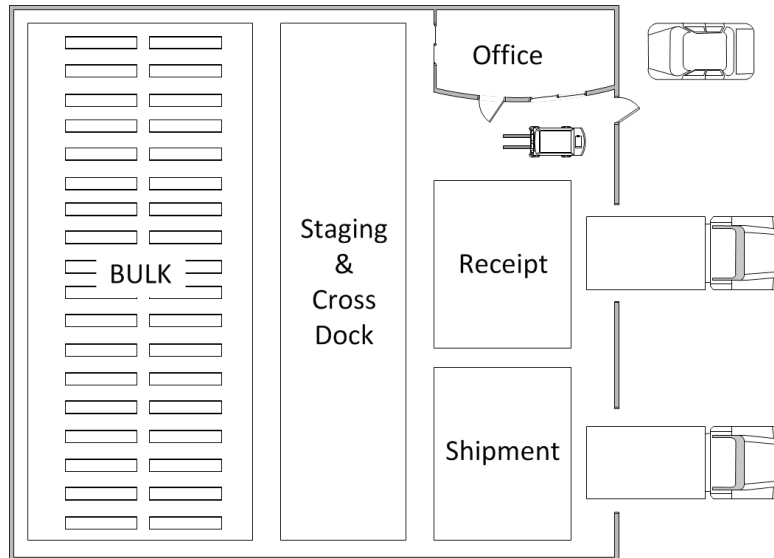 Office
Staging
&
Cross
Dock
Receipt
BULK
Shipment